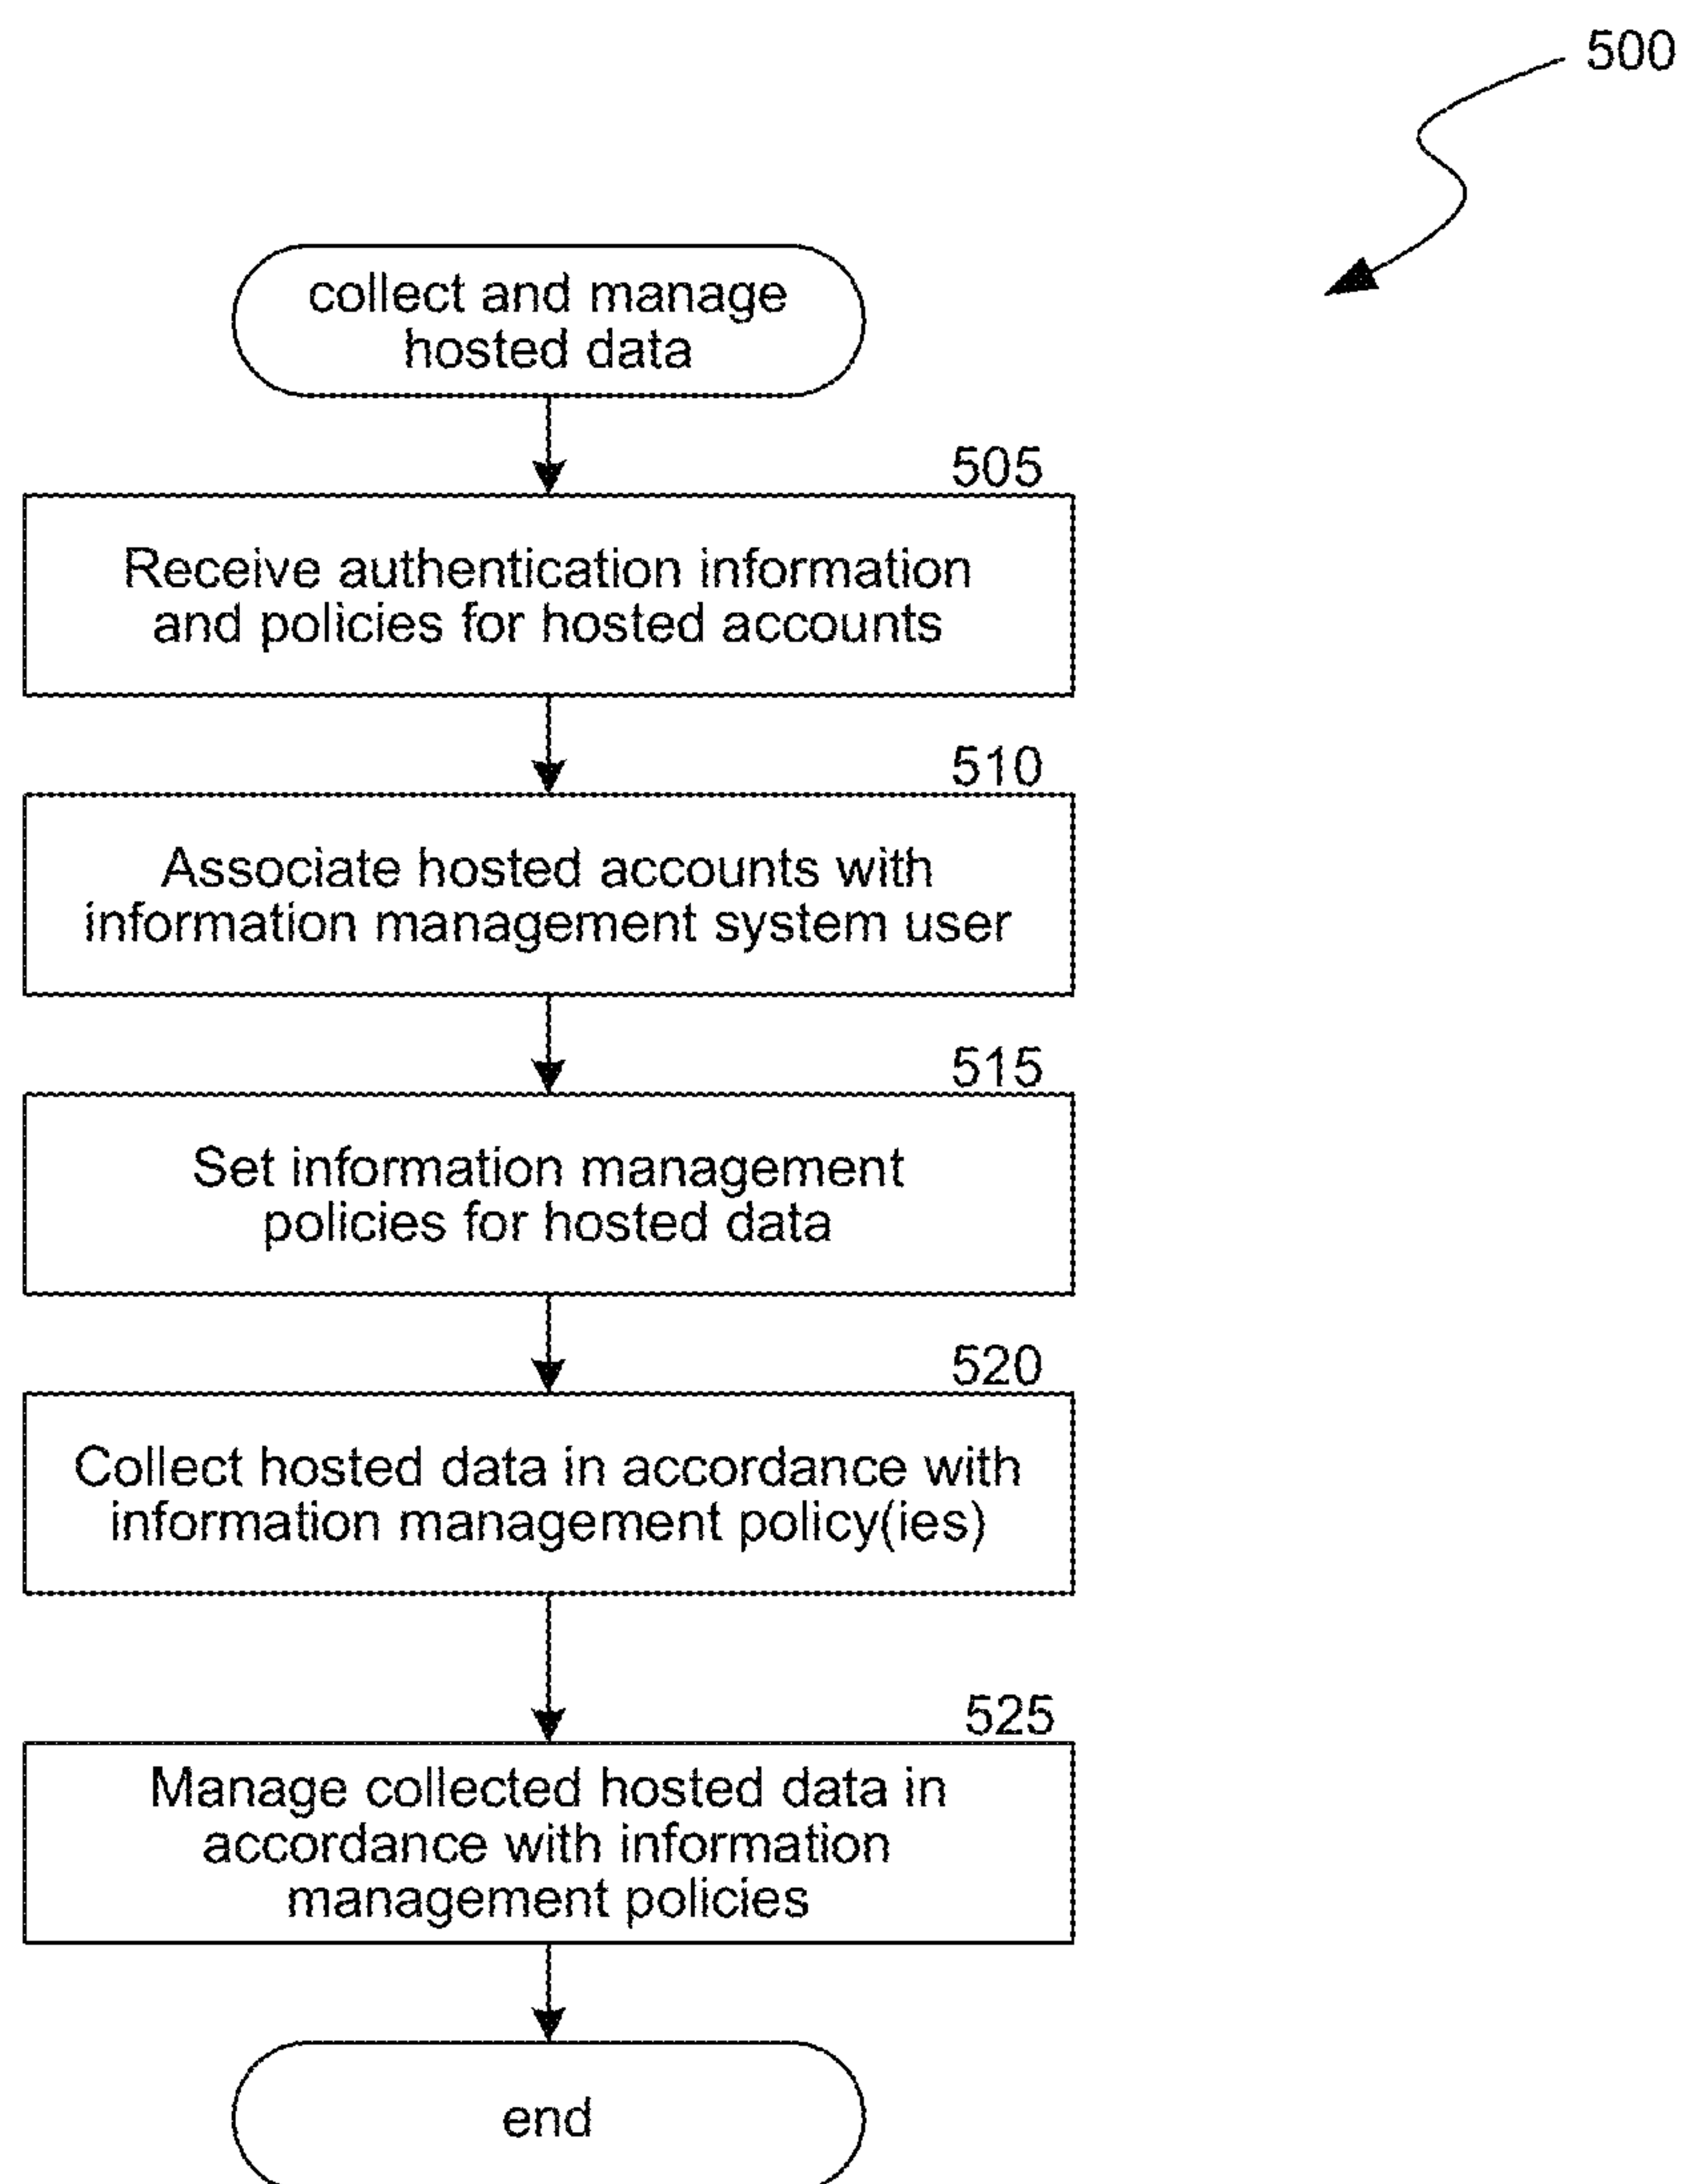 500
collect and manage
hosted data
505
Receive authentication information
and policies for hosted accounts
510
Associate hosted accounts with
information management system user
515
Set information management
policies for hosted data
520
Collect hosted data in accordance with
information management policy(ies)
525
Manage collected hosted data in
accordance with information
management policies
end